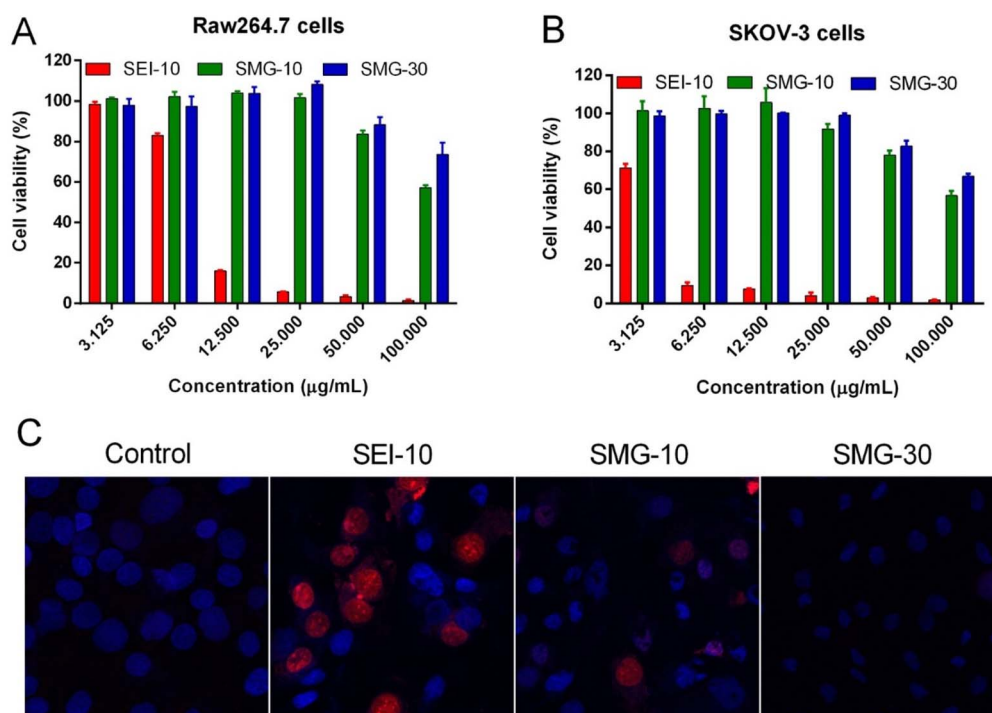 A
Raw264.7 cells
SEI-10 SMG-10 SMG-30
Cell viability (%)
120
100
80
60
40
20
0
3.125 6.250 12.500 25.000 50.000 100.000
Concentration (μg/mL)
B
SKOV-3 cells
SEI-10 SMG-10 SMG-30
Cell viability (%)
120
100
80
60
40
20
0
3.125 6.250 12.500 25.000 50.000 100.000
Concentration (μg/mL)
C
Control SEI-10 SMG-10 SMG-30